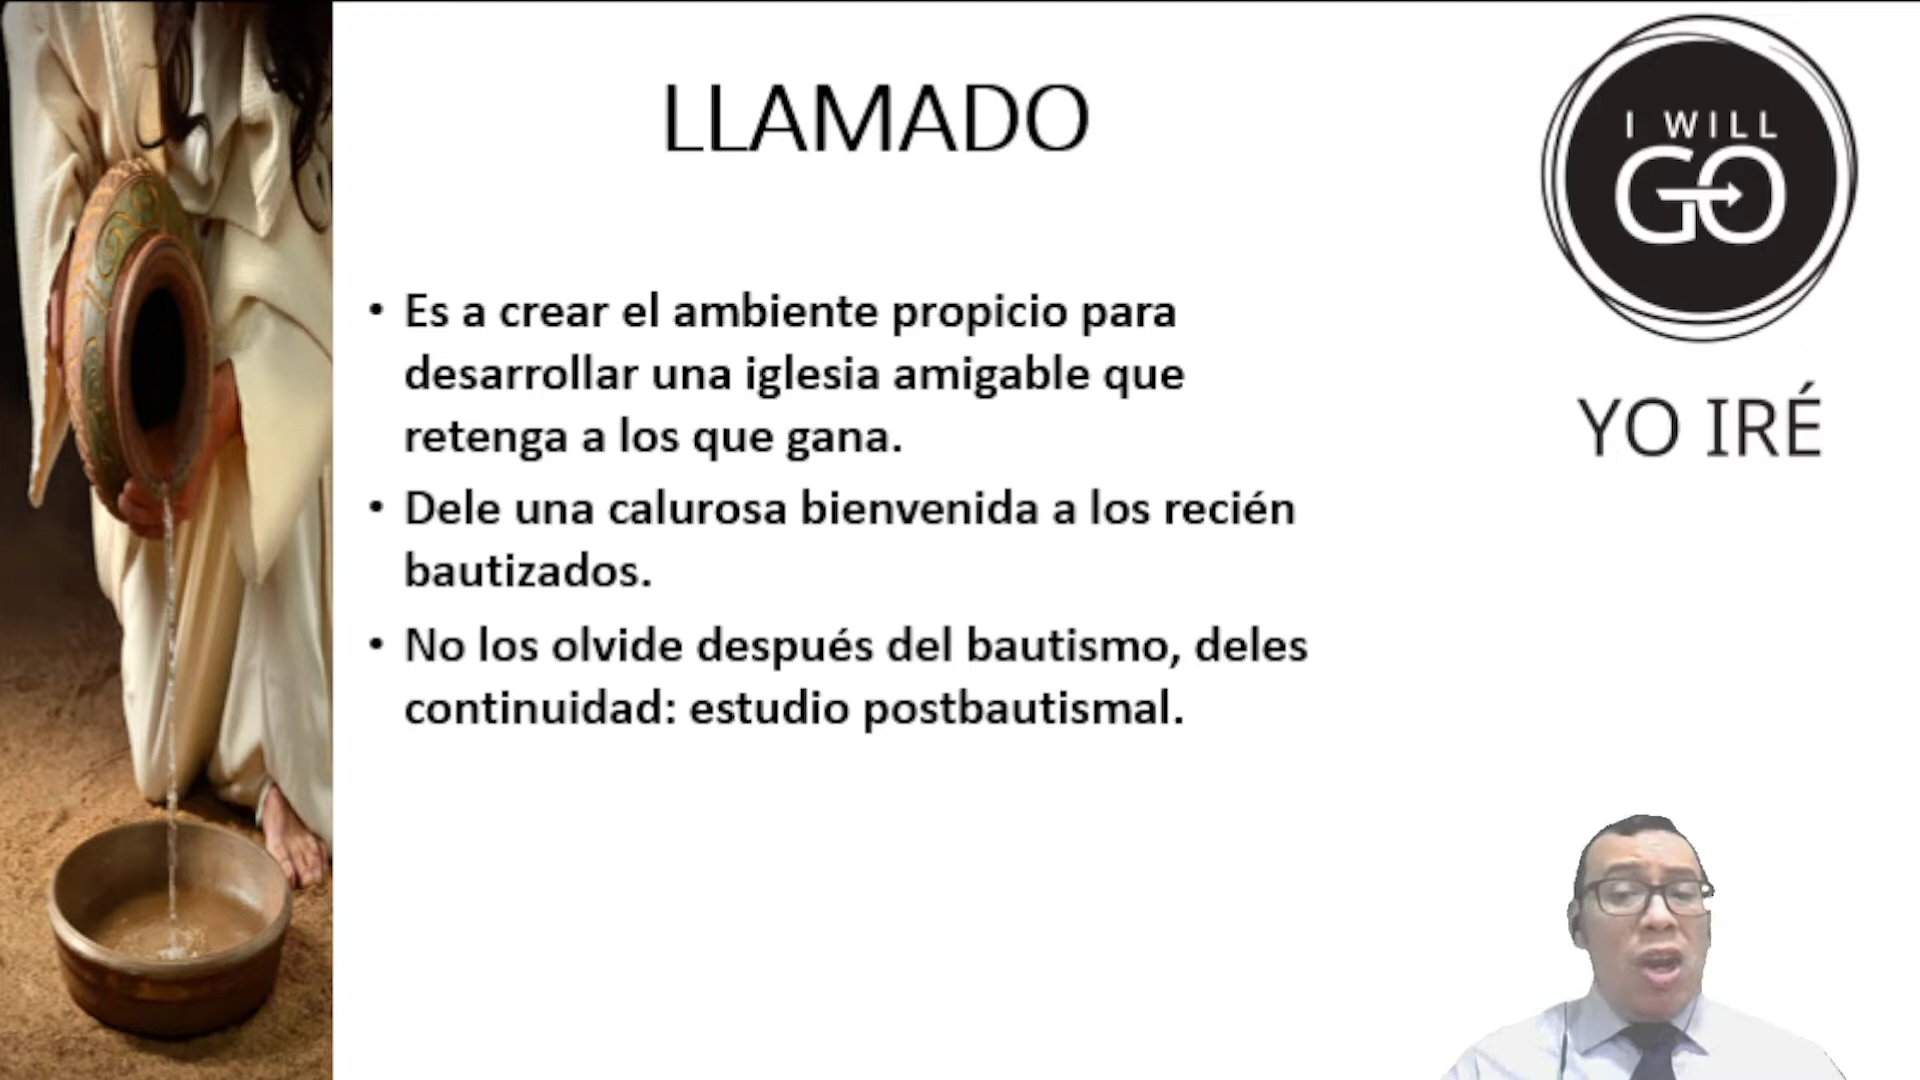 LLAMADO
I WILL
GO
YO IRÉ
• Es a crear el ambiente propicio para
desarrollar una iglesia amigable que
retenga a los que gana.
• Dele una calurosa bienvenida a los recién
bautizados.
• No los olvide después del bautismo, deles
continuidad: estudio postbautismal.